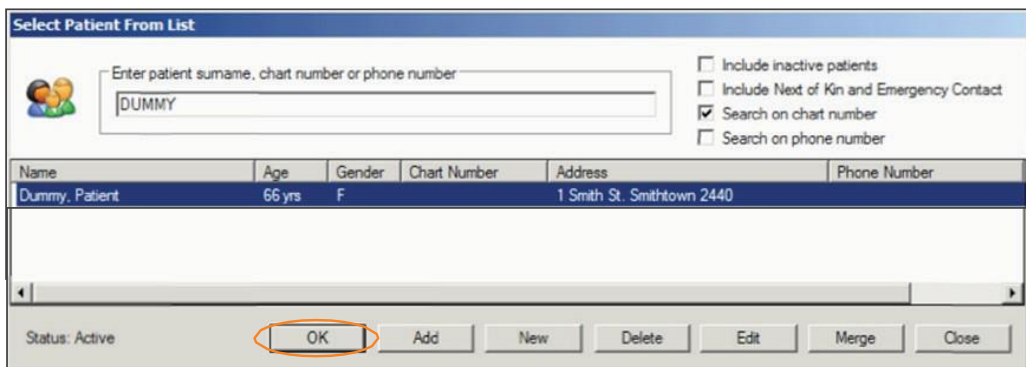 Select Patient From List
Enter patient surname, chart number or phone number
DUMMY
Include inactive patients
Include Next of Kin and Emergency Contact
Search on chart number
Search on phone number
Name Age Gender Chart Number Address Phone Number
Dummy, Patient 66 yrs F 1 Smith St. Smithtown 2440
Status: Active OK Add New Delete Edit Merge Close